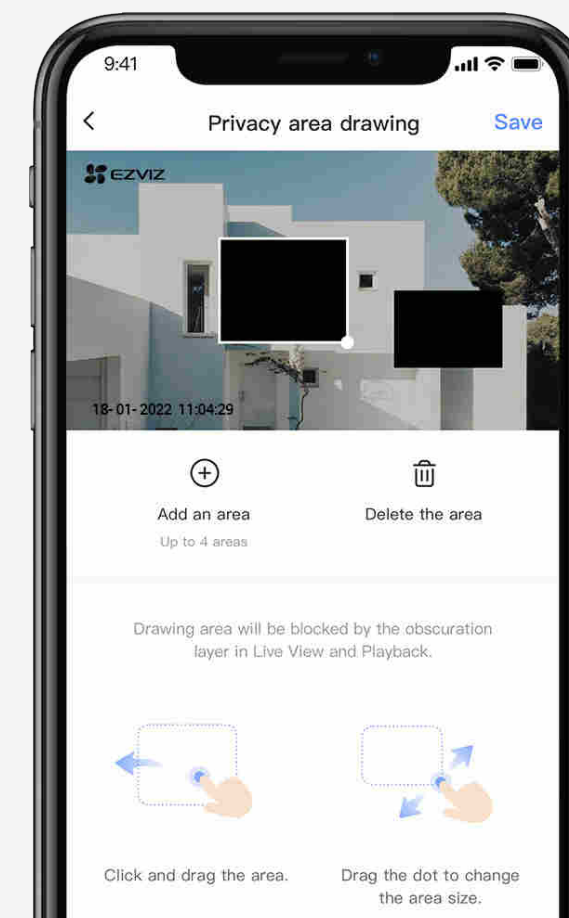 9:41
Privacy area drawing
Save
EZVIZ
18-01-2022 11:04:29
Add an area
Delete the area
Up to 4 areas
Drawing area will be blocked by the obscuration
layer in Live View and Playback.
Click and drag the area.
Drag the dot to change
the area size.